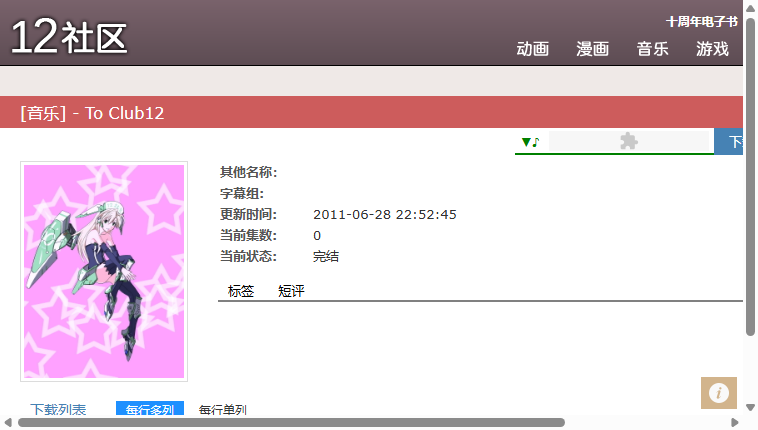 12社区
十周年电子书
动画 漫画 音乐 游戏
[音乐] - To Club12
▼♪
其他名称:
字幕组:
更新时间: 2011-06-28 22:52:45
当前集数: 0
当前状态: 完结
标签 短评
下载列表 每行多列 每行单列